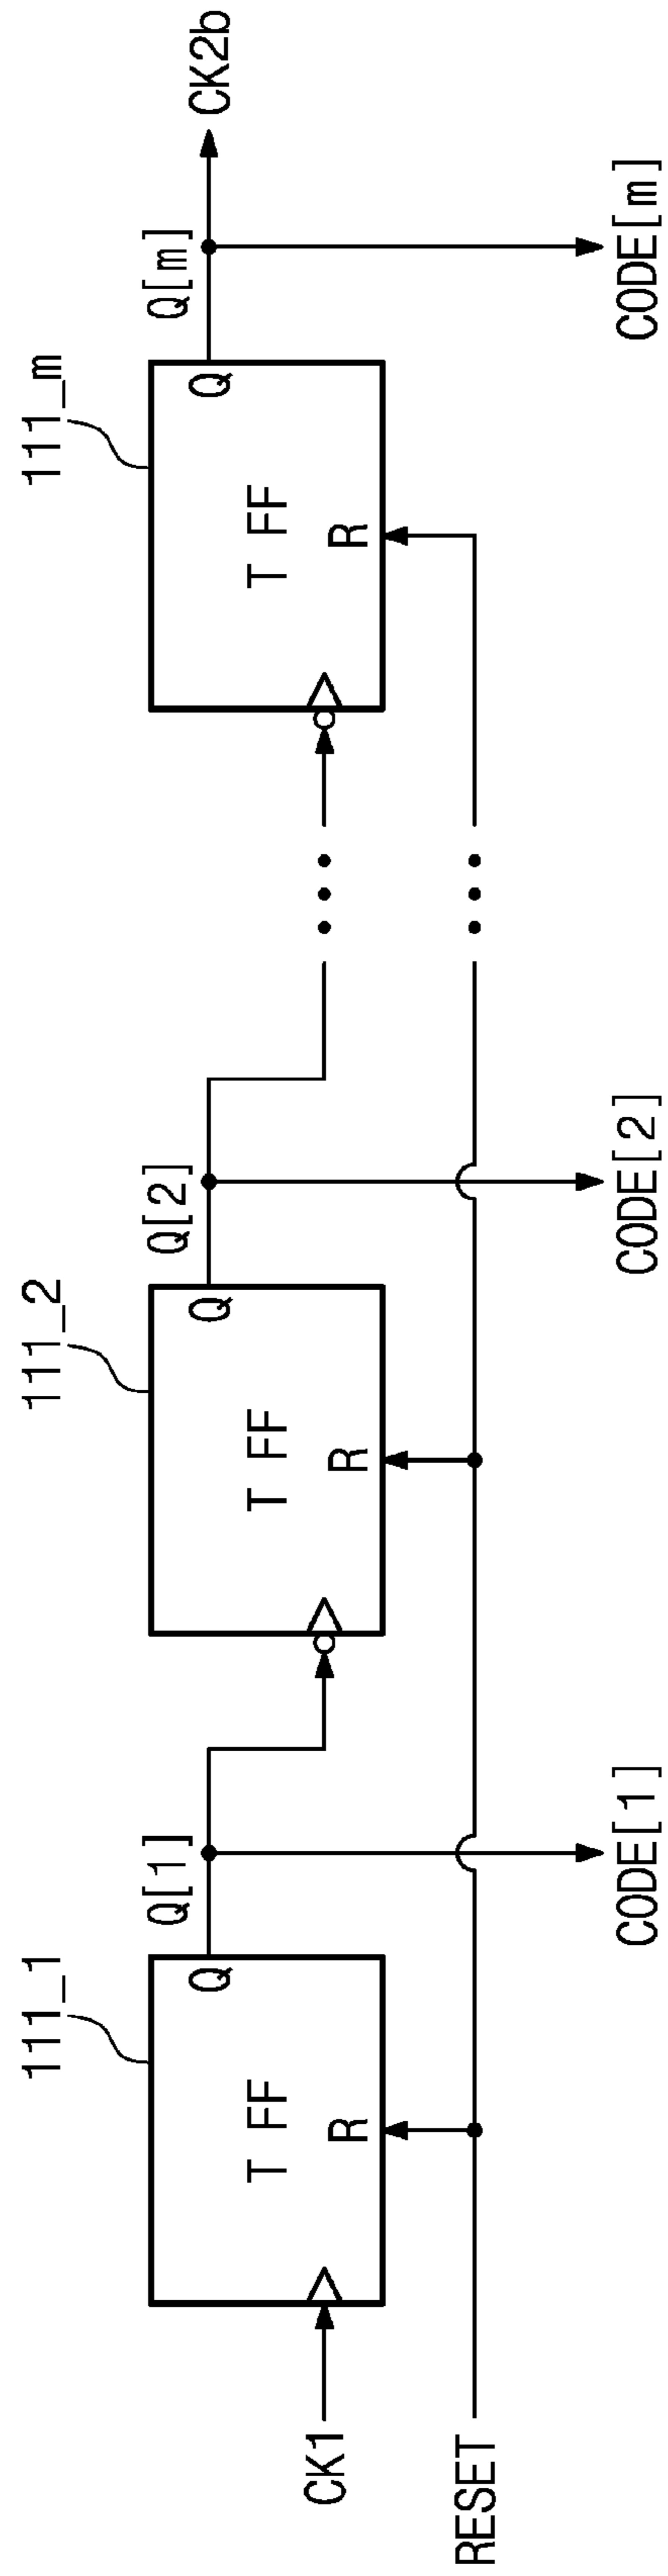 111_1
111_2
111_m
Q[1]
Q[2]
Q[m]
CK2b
Q
Q
Q
T FF
T FF
T FF
CK1
R
R
R
RESET
CODE[1]
CODE[2]
CODE[m]